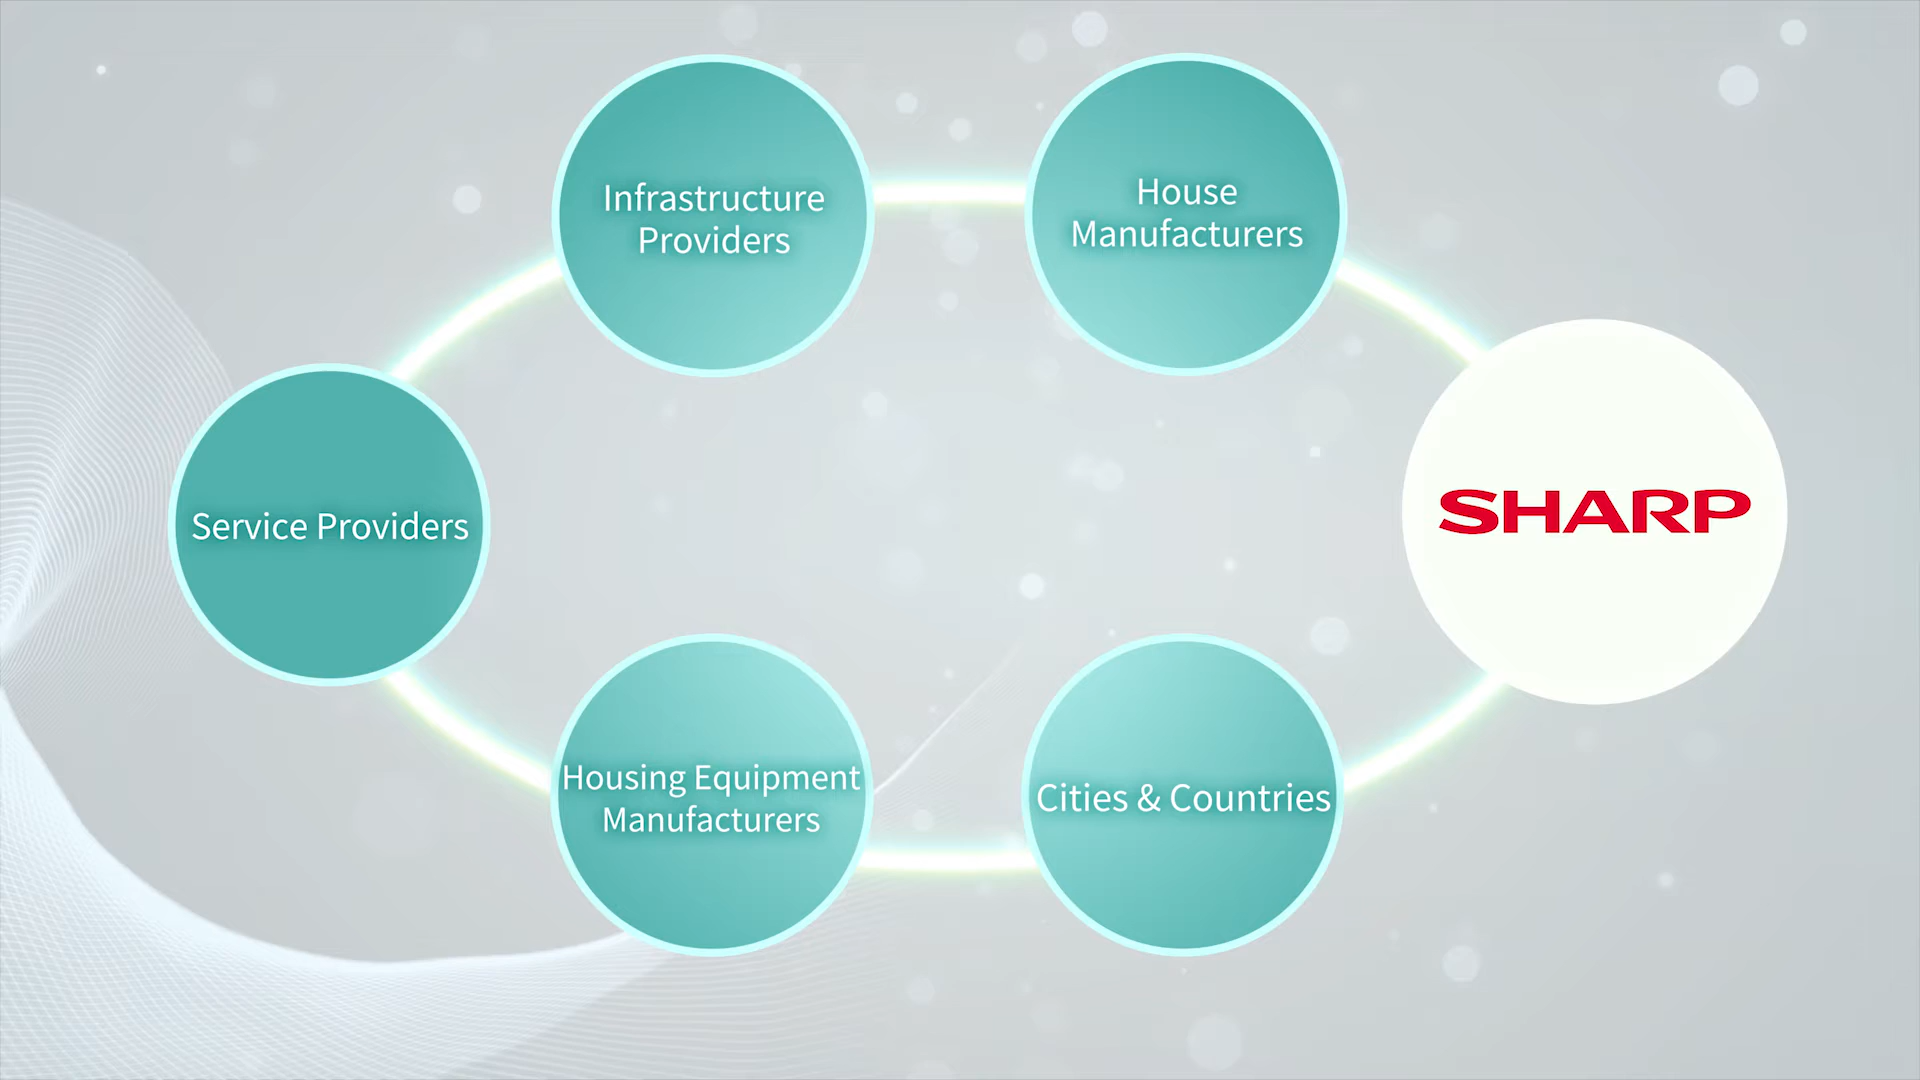 Infrastructure
Providers
House
Manufacturers
Service Providers
SHARP
Housing Equipment
Manufacturers
Cities & Countries